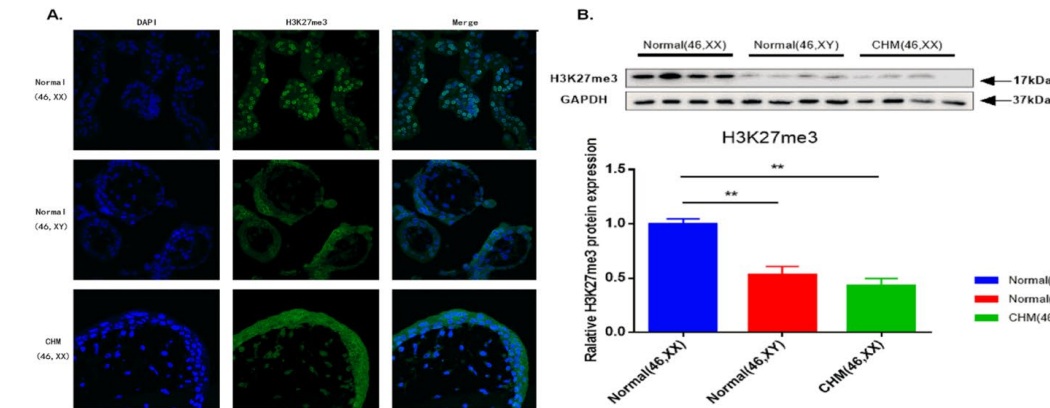 A.
DAPI H3K27me3 Merge
Normal
(46,XX)
Normal
(46,XY)
CHM
(46,XX)
B.
Normal(46,XX) Normal(46,XY) CHM(46,XX)
H3K27me3 17kDa
GAPDH 37kDa
H3K27me3
Ralative H3K27me3 protein expression
1.5
1.0
0.5
0.0
**
**
Normal(46,XX)
Normal(46,XY)
CHM(46,XX)
Normal(
Normal(
CHM(46